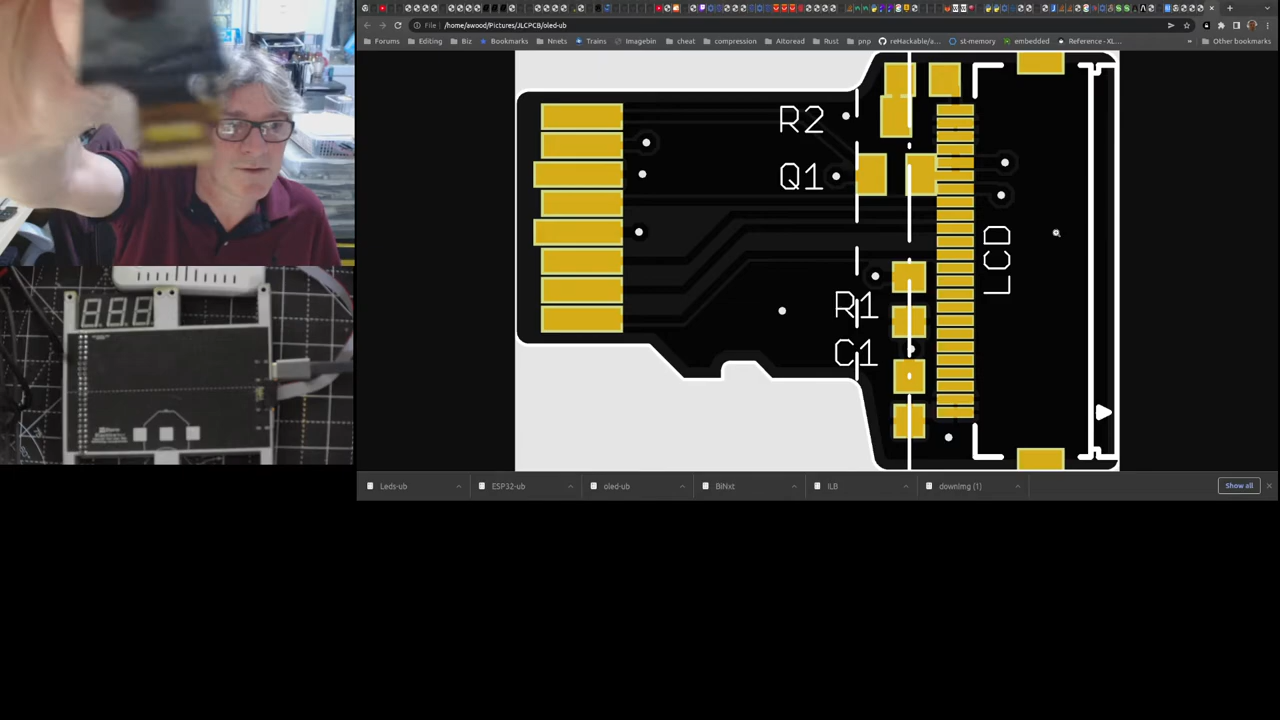 File | /home/awood/Pictures/JLCPCB/oled-ub
Forums Editing Biz Bookmarks Nnets Trains Imagebin cheat compression AItoread Rust pnp reHackable/a... st-memory embedded Reference - XL... » Other bookmarks
R2
Q1
LCD
R1
C1
Leds-ub ESP32-ub oled-ub BiNxt ILB downImg (1) Show all